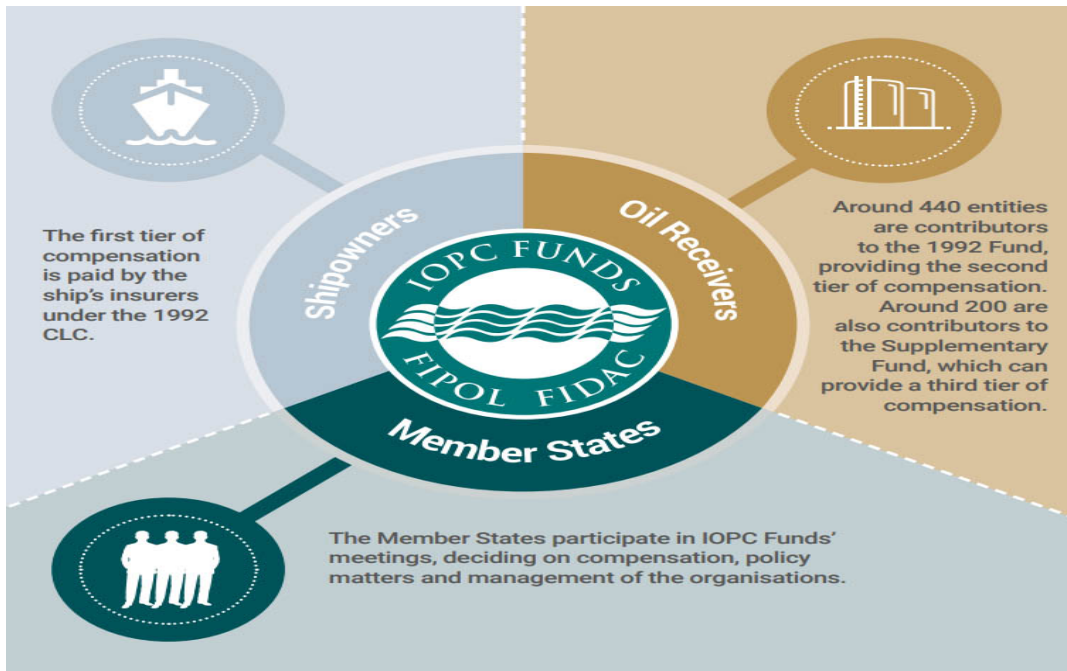 The first tier of
compensation
is paid by the
ship's insurers
under the 1992
CLC.
Shipowners
Oil Receivers
Around 440 entities
are contributors
to the 1992 Fund,
providing the second
tier of compensation.
Around 200 are
also contributors to
the Supplementary
Fund, which can
provide a third tier of
compensation.
IOPC FUNDS
FIPOL FIDAC
Member States
The Member States participate in IOPC Funds'
meetings, deciding on compensation, policy
matters and management of the organisations.